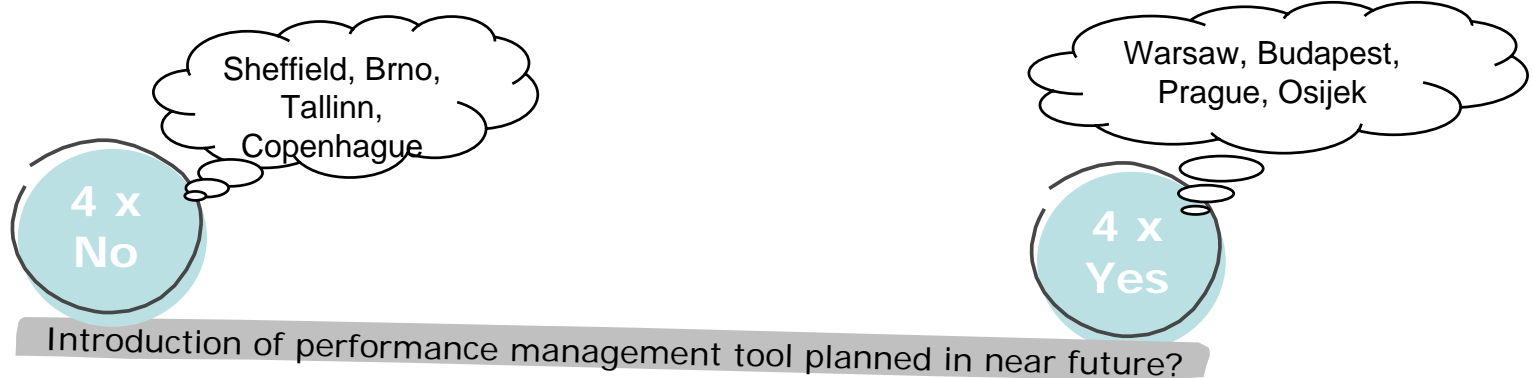 Sheffield, Brno,
Tallinn,
Copenhague
4 x
No
Warsaw, Budapest,
Prague, Osijek
4 x
Yes
Introduction of performance management tool planned in near future?